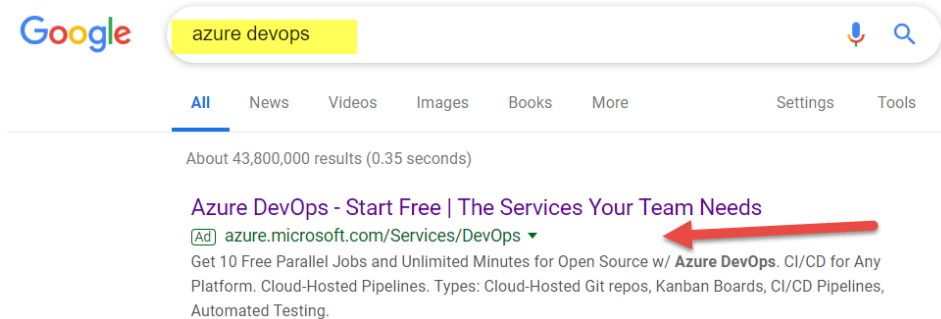 Google
azure devops
All News Videos Images Books More Settings Tools
About 43,800,000 results (0.35 seconds)
Azure DevOps - Start Free | The Services Your Team Needs
Ad azure.microsoft.com/Services/DevOps
Get 10 Free Parallel Jobs and Unlimited Minutes for Open Source w/ Azure DevOps. CI/CD for Any
Platform. Cloud-Hosted Pipelines. Types: Cloud-Hosted Git repos, Kanban Boards, CI/CD Pipelines,
Automated Testing.